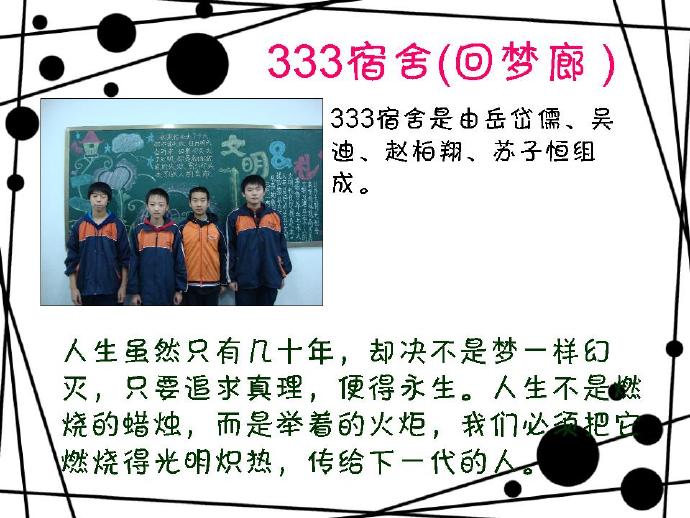 333宿舍(回梦廊）
333宿舍是由岳岱儒、吴
迪、赵柏翔、苏子恒组
成。
文明&礼
人生虽然只有几十年，却决不是梦一样幻
灭，只要追求真理，便得永生。人生不是燃
烧的蜡烛，而是举着的火炬，我们必须把它
燃烧得光明炽热，传给下一代的人。